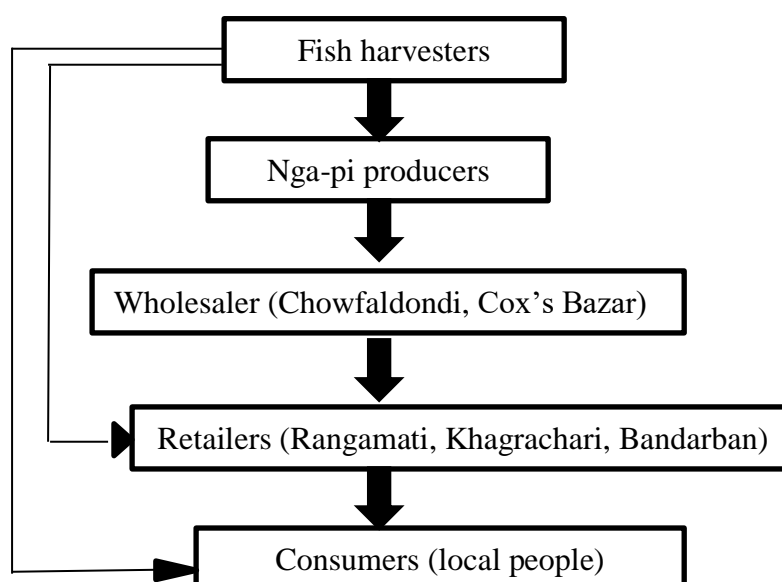 Fish harvesters
Nga-pi producers
Wholesaler (Chowfaldondi, Cox’s Bazar)
Retailers (Rangamati, Khagrachari, Bandarban)
Consumers (local people)